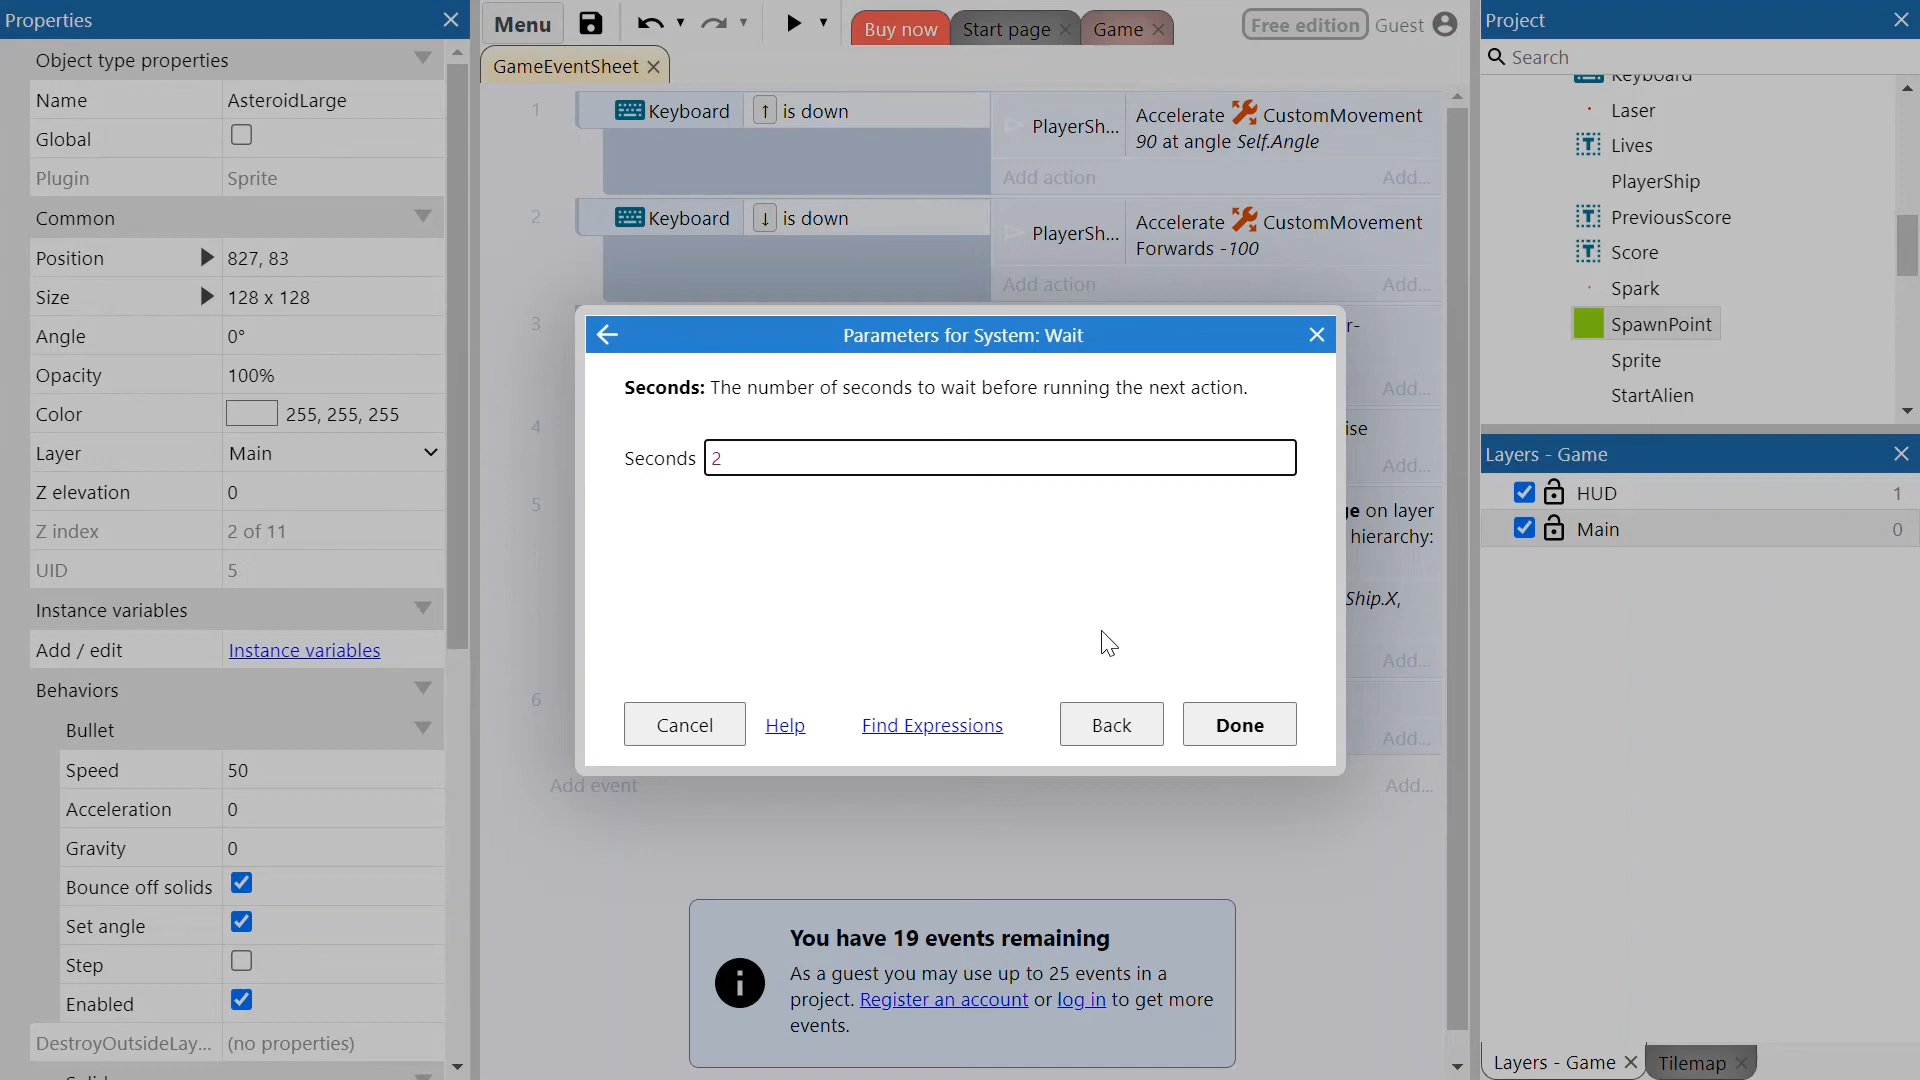 Properties
Object type properties
Name AsteroidLarge
Global
Plugin Sprite
Common
Position 827, 83
Size 128 x 128
Angle 0°
Opacity 100%
Color 255, 255, 255
Layer Main
Z elevation 0
Z index 2 of 11
UID 5
Instance variables
Add / edit Instance variables
Behaviors
Bullet
Speed 50
Acceleration 0
Gravity 0
Bounce off solids
Set angle
Step
Enabled
DestroyOutsideLay... (no properties)
Menu
Buy now
Start page
Game
Free edition
Guest
GameEventSheet
1 Keyboard ↑ is down
PlayerSh... Accelerate CustomMovement
90 at angle Self.Angle
Add action Add...
2 Keyboard ↓ is down
PlayerSh... Accelerate CustomMovement
Forwards -100
Add action Add...
3
r-
Add...
4
ise
Add...
5
ge on layer
hierarchy:
Ship.X,
Add...
6
Add...
Add event Add...
Parameters for System: Wait
Seconds: The number of seconds to wait before running the next action.
Seconds 2
Cancel Help Find Expressions Back Done
You have 19 events remaining
As a guest you may use up to 25 events in a
project. Register an account or log in to get more
events.
Project
Search
Keyboard
Laser
Lives
PlayerShip
PreviousScore
Score
Spark
SpawnPoint
Sprite
StartAlien
Layers - Game
HUD 1
Main 0
Layers - Game
Tilemap